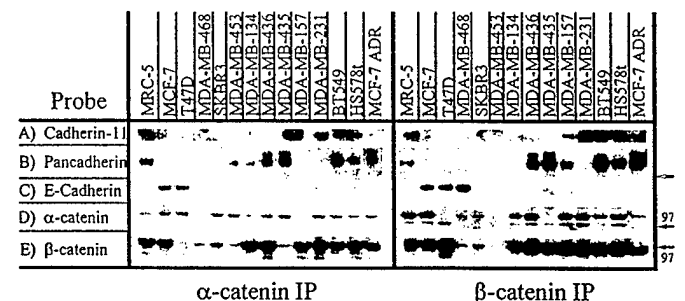 Probe
MRC-5
MCF-7
T47D
MDA-MB-468
SKBR3
MDA-MB-453
MDA-MB-134
MDA-MB-436
MDA-MB-435
MDA-MB-157
MDA-MB-231
BT549
HS578t
MCF-7 ADR
MRC-5
MCF-7
T47D
MDA-MB-468
SKBR3
MDA-MB-453
MDA-MB-134
MDA-MB-436
MDA-MB-435
MDA-MB-157
MDA-MB-231
BT549
HS578t
MCF-7 ADR
A) Cadherin-11
B) Pancadherin
C) E-Cadherin
D) α-catenin
97
E) β-catenin
97
α-catenin IP
β-catenin IP